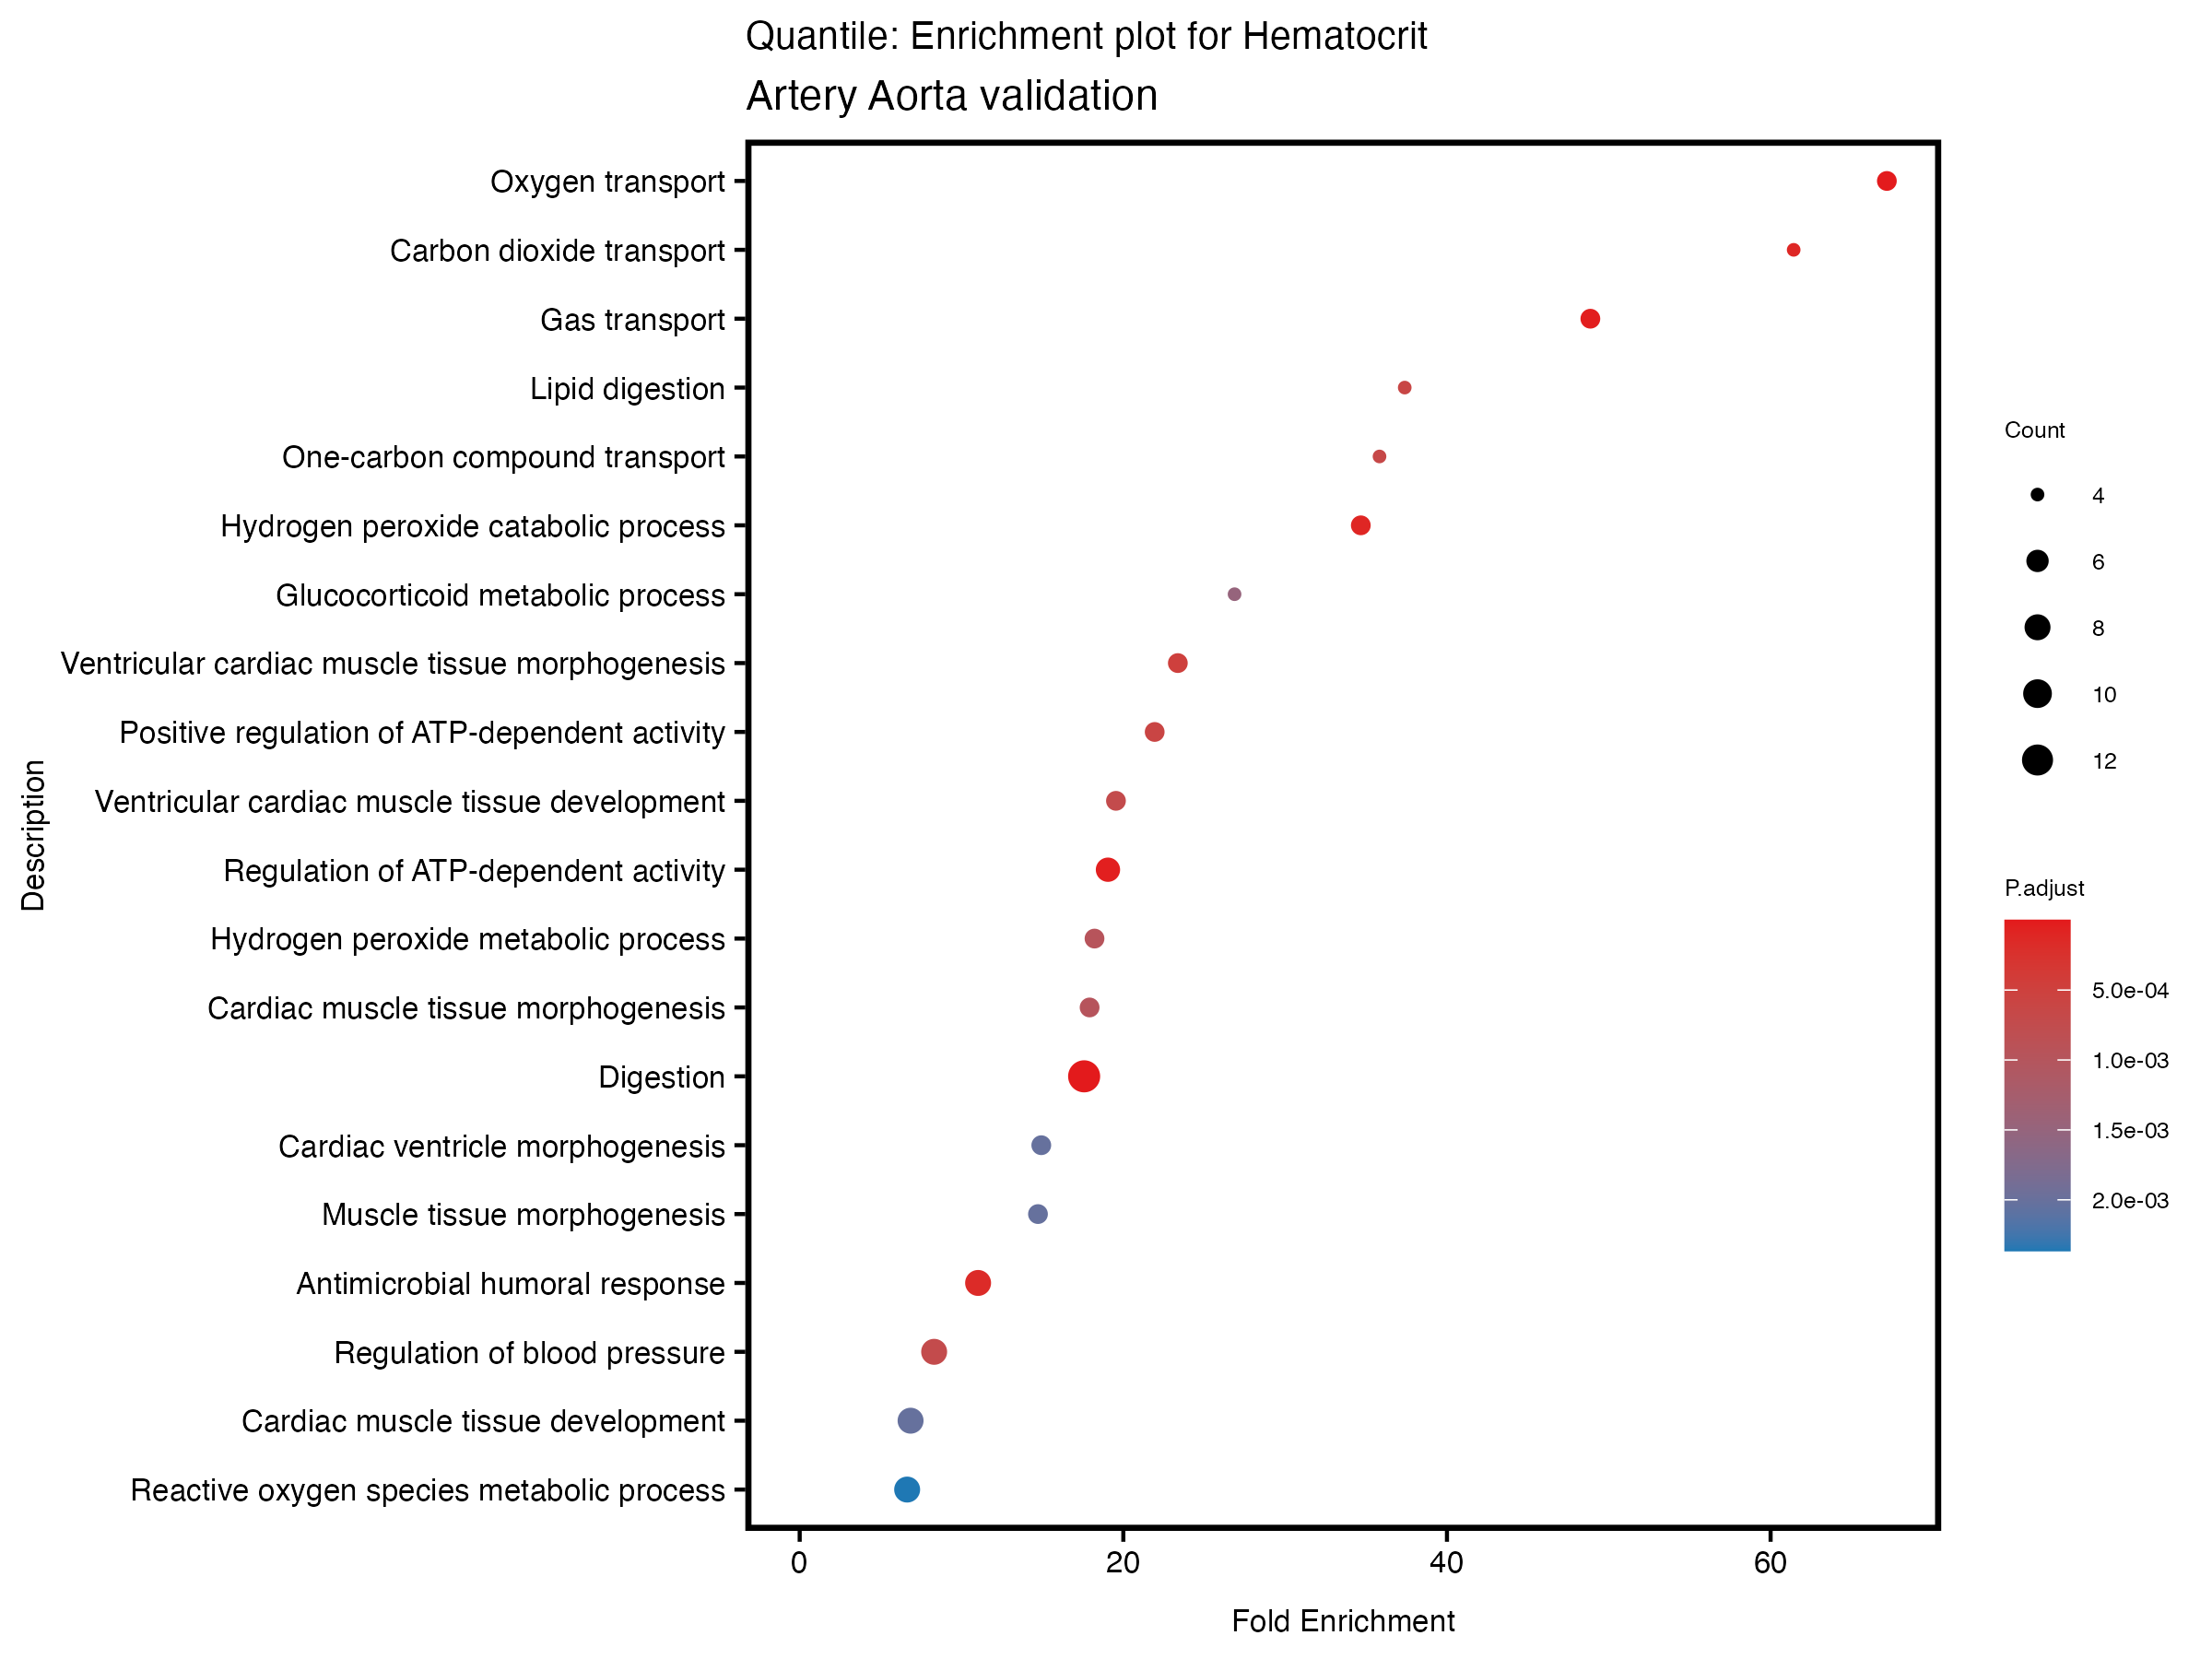 Quantile: Enrichment plot for Hematocrit
Artery Aorta validation
Description
Oxygen transport
Carbon dioxide transport
Gas transport
Lipid digestion
One-carbon compound transport
Hydrogen peroxide catabolic process
Glucocorticoid metabolic process
Ventricular cardiac muscle tissue morphogenesis
Positive regulation of ATP-dependent activity
Ventricular cardiac muscle tissue development
Regulation of ATP-dependent activity
Hydrogen peroxide metabolic process
Cardiac muscle tissue morphogenesis
Digestion
Cardiac ventricle morphogenesis
Muscle tissue morphogenesis
Antimicrobial humoral response
Regulation of blood pressure
Cardiac muscle tissue development
Reactive oxygen species metabolic process
0 20 40 60
Fold Enrichment
Count
4
6
8
10
12
P.adjust
5.0e-04
1.0e-03
1.5e-03
2.0e-03